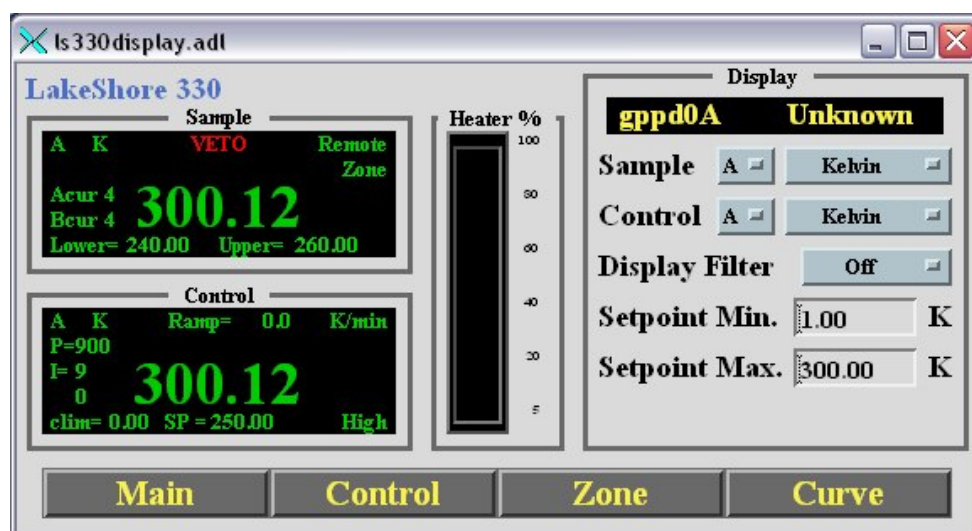 ls330display.adl
LakeShore 330
Sample
A K VETO Remote
Zone
Acur 4
Bcur 4
300.12
Lower= 240.00 Upper= 260.00
Control
A K Ramp= 0.0 K/min
P=900
I= 9
0
300.12
clim= 0.00 SP = 250.00 High
Heater %
100
80
60
40
20
5
Display
gppd0A Unknown
Sample A Kelvin
Control A Kelvin
Display Filter Off
Setpoint Min. 1.00 K
Setpoint Max. 300.00 K
Main Control Zone Curve